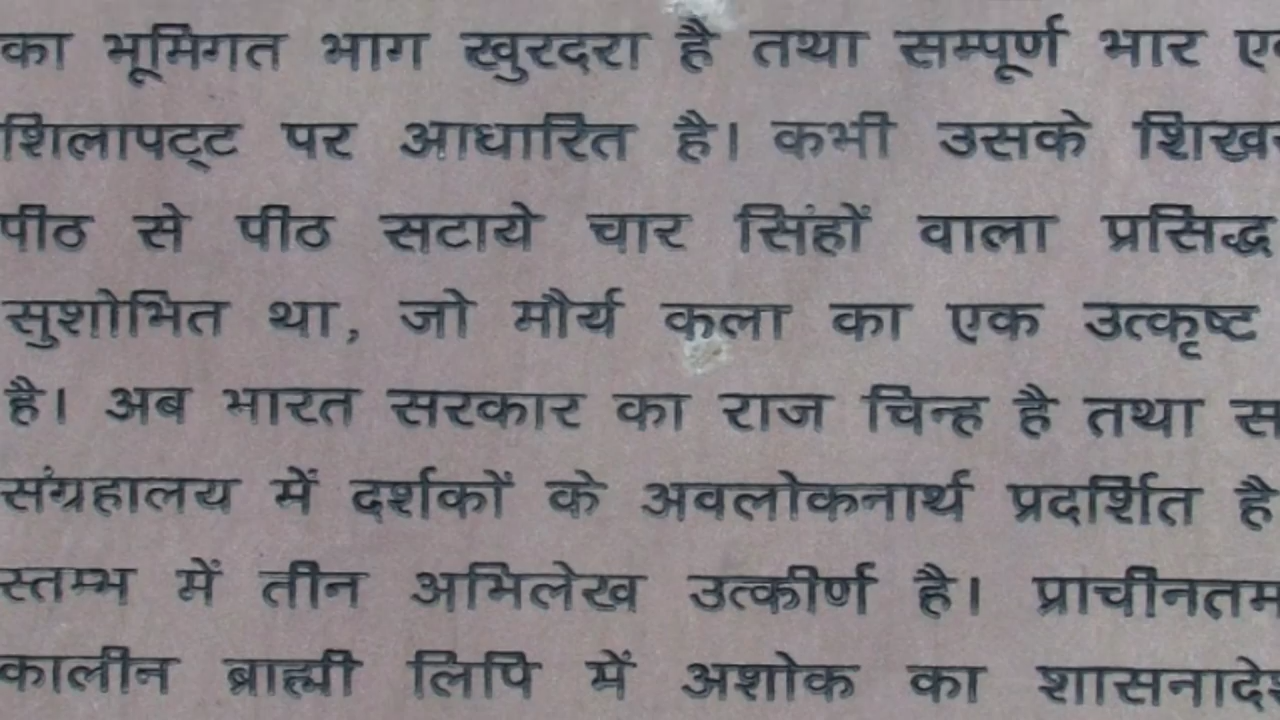 का भूमिगत भाग खुरदरा है तथा सम्पूर्ण भार
शिलापट्ट पर आधारित है। कभी उसके
पीठ से पीठ सटाये चार सिंहों वाला प्रसिद्ध
सुशोभित था, जो मौर्य कला का एक उत्कृष्ट
है। अब भारत सरकार का राज चिन्ह है तथा
संग्रहालय में दर्शकों के अवलोकनार्थ प्रदर्शित है
स्तम्भ में तीन अभिलेख उत्कीर्ण है। प्राचीनतम
कालीन ब्राह्मी लिपि में अशोक का